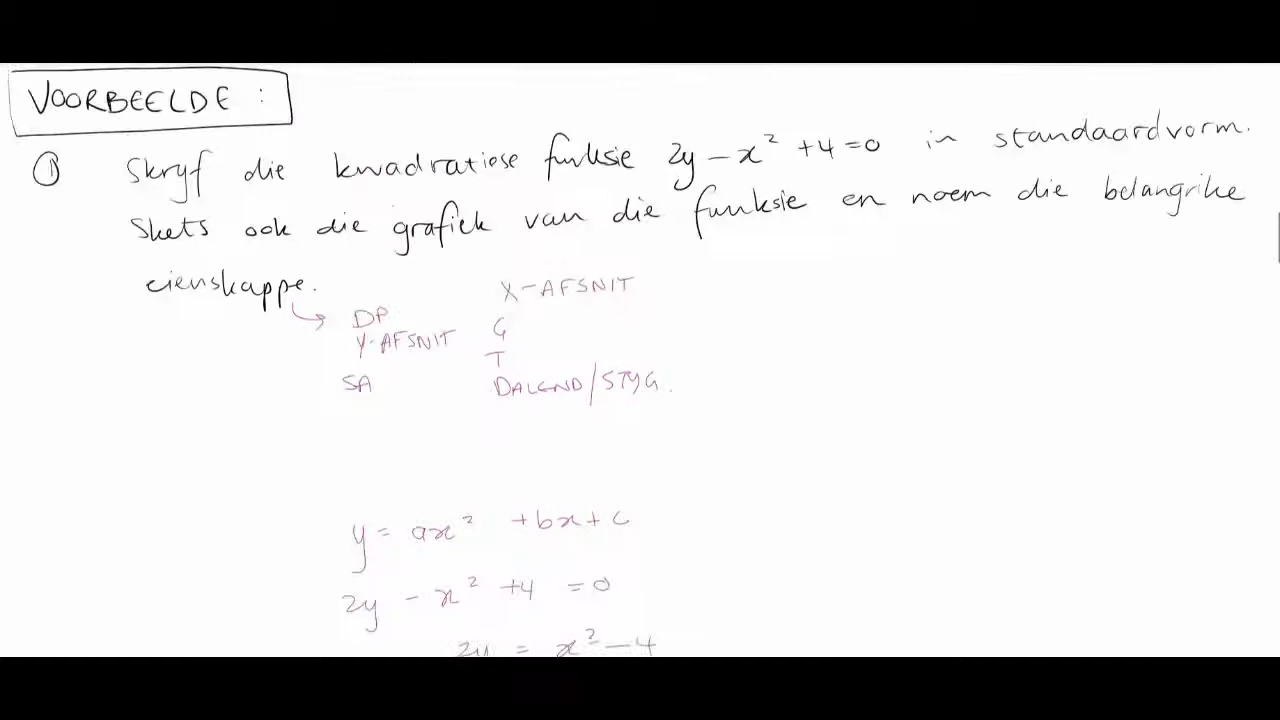 VOORBEELDE :
① Skryf die kwadratiese funksie 2y - x² + 4 = 0 in standaardvorm.
Skets ook die grafiek van die funksie en noem die belangrike
eienskappe.
X-AFSNIT
DP
Y-AFSNIT
G
T
SA
DALEND/STYG.
y = ax² + bx + c
2y - x² + 4 = 0
2y = x² - 4